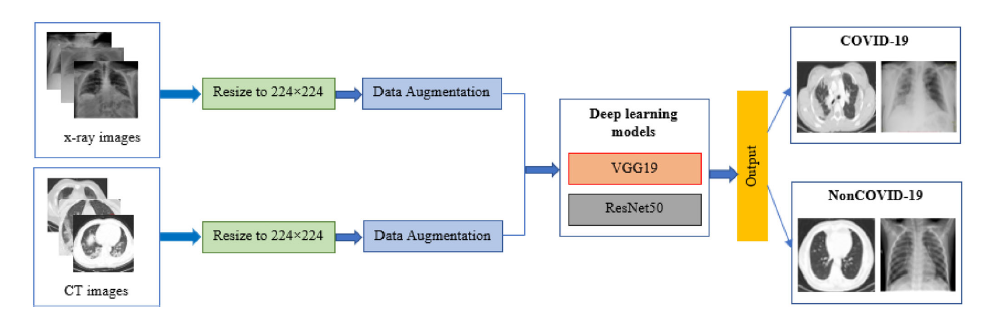 x-ray images
Resize to 224×224
Data Augmentation
CT images
Resize to 224×224
Data Augmentation
Deep learning
models
VGG19
ResNet50
Output
COVID-19
NonCOVID-19